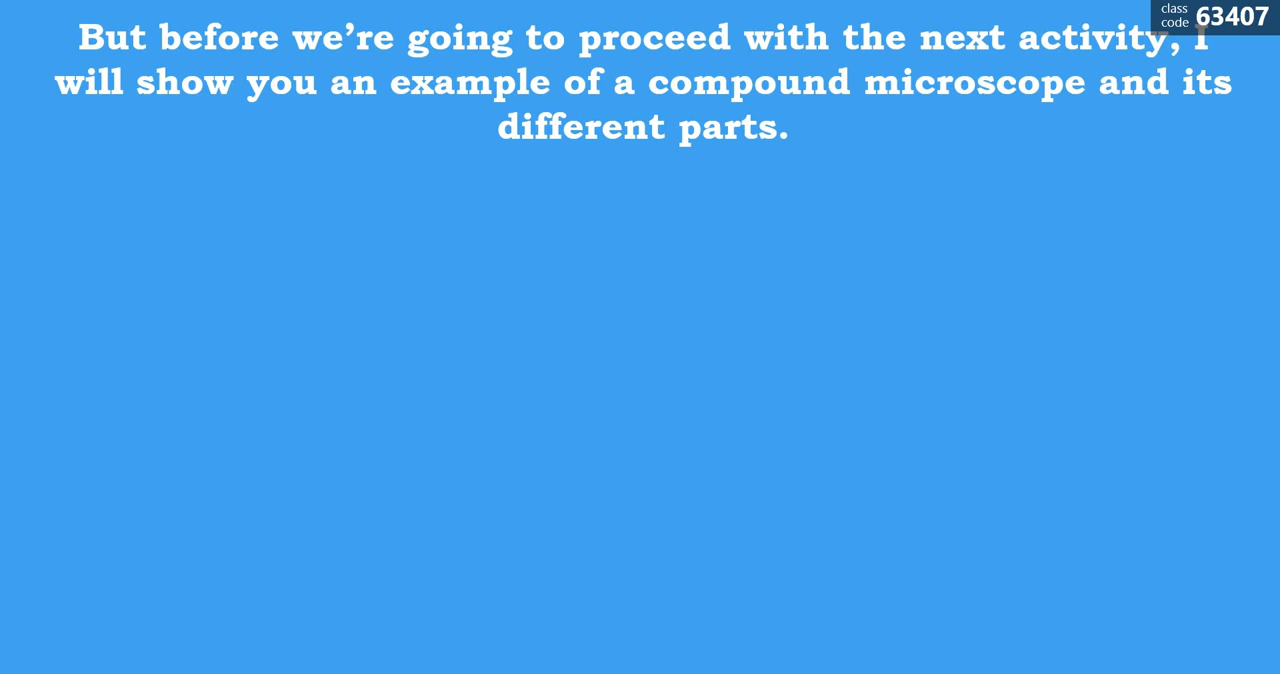 class
code 63407
But before we’re going to proceed with the next activity, I
will show you an example of a compound microscope and its
different parts.